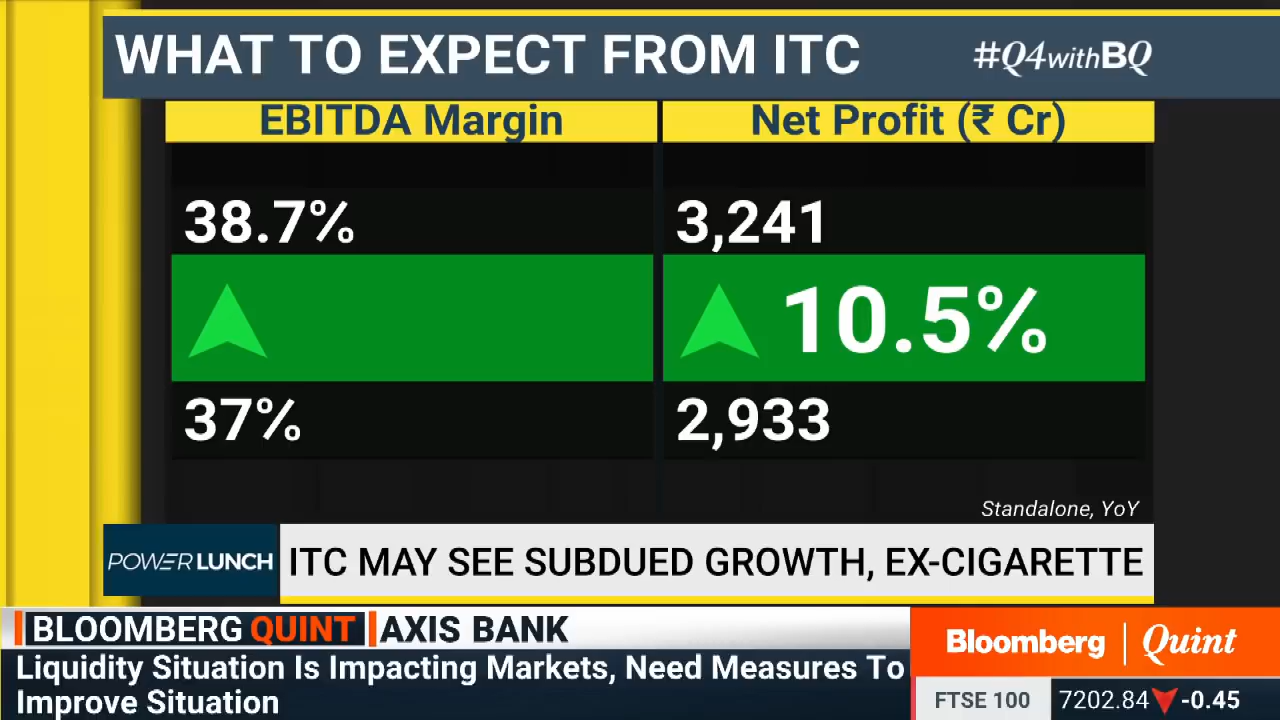 WHAT TO EXPECT FROM ITC
#Q4withBQ
EBITDA Margin
Net Profit (₹ Cr)
38.7%
3,241
10.5%
37%
2,933
Standalone, YoY
POWER LUNCH
ITC MAY SEE SUBDUED GROWTH, EX-CIGARETTE
BLOOMBERG QUINT
AXIS BANK
Liquidity Situation Is Impacting Markets, Need Measures To
Improve Situation
Bloomberg | Quint
FTSE 100
7202.84 -0.45